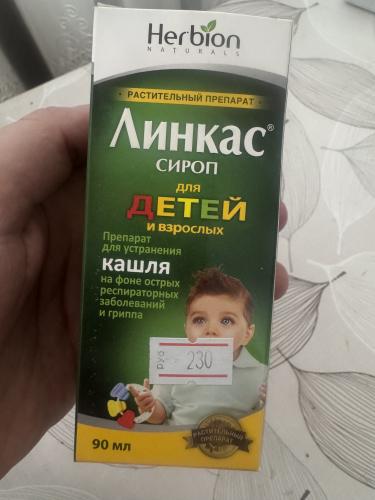 Herbion
NATURALS
РАСТИТЕЛЬНЫЙ ПРЕПАРАТ
Линкас®
СИРОП
для
ДЕТЕЙ
и взрослых
Препарат
для устранения
кашля
на фоне острых
респираторных
заболеваний
и гриппа
руб
230
РАСТИТЕЛЬНЫЙ
ПРЕПАРАТ
90 мл